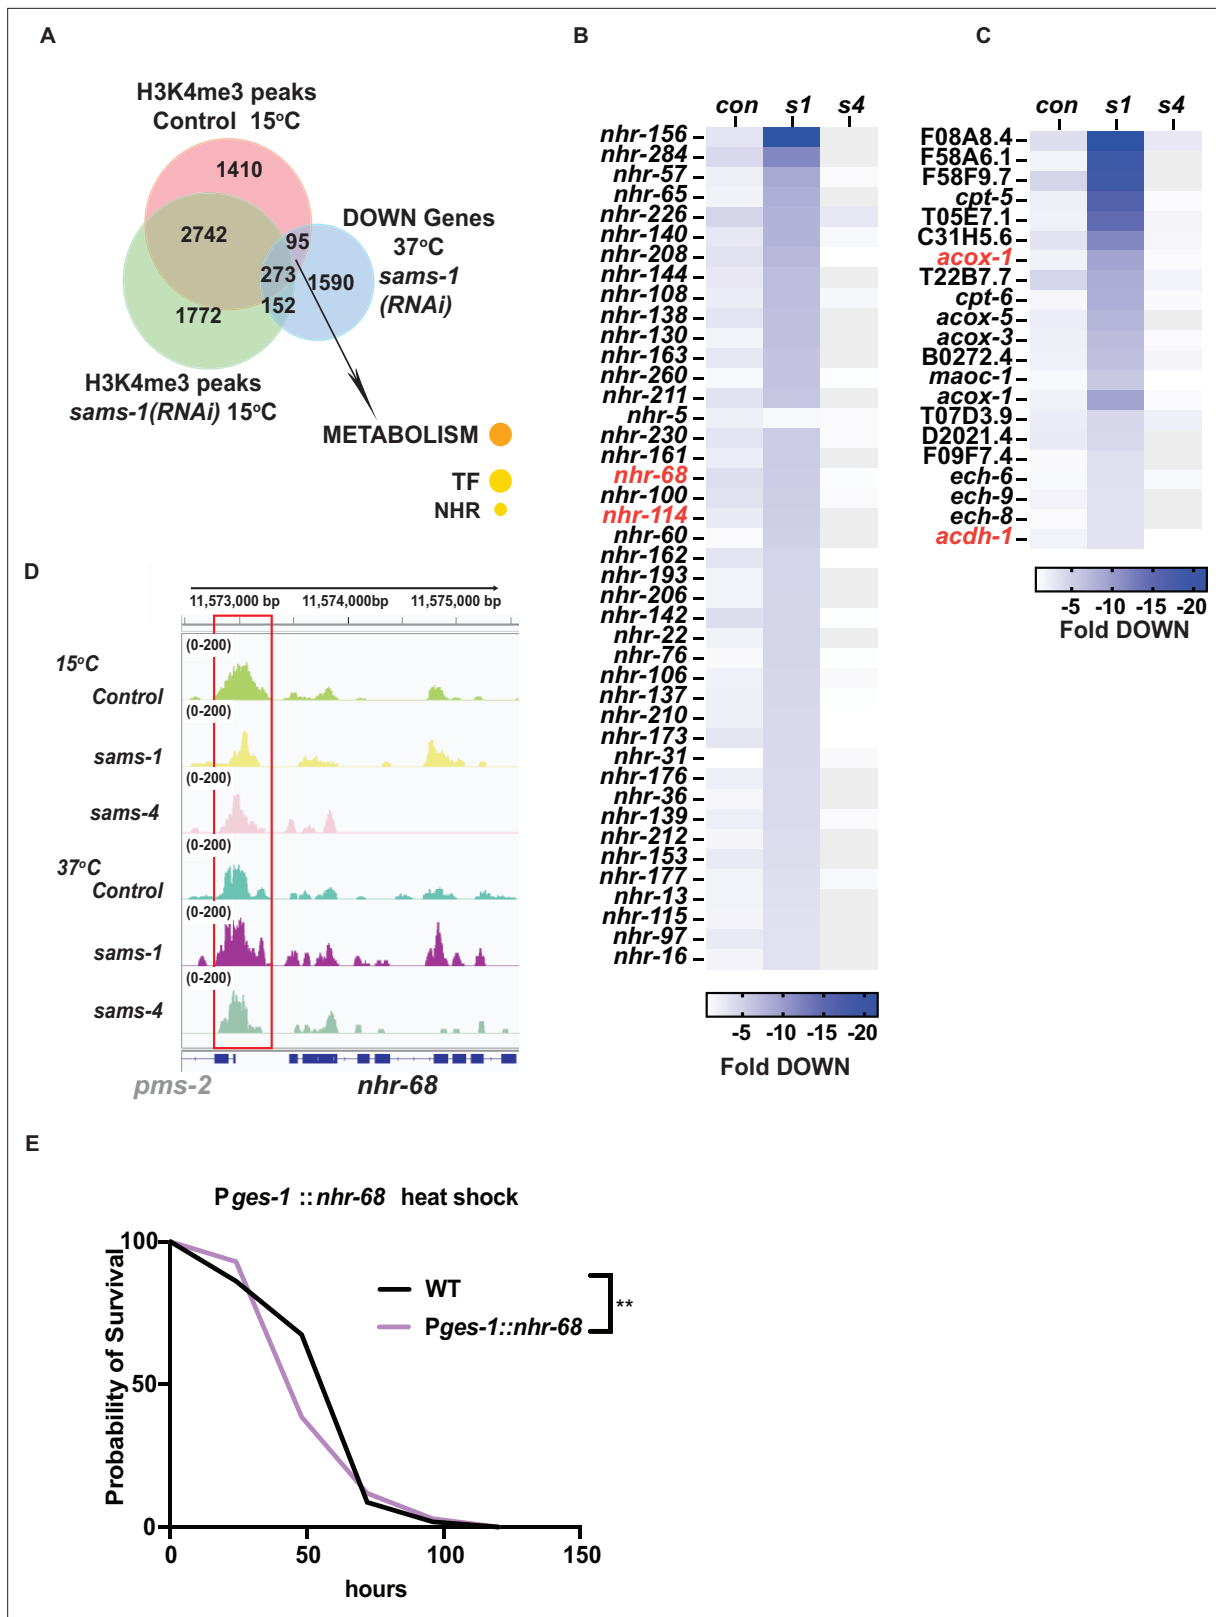 A
H3K4me3 peaks
Control 15°C
1410
2742
95
273
152
1590
1772
DOWN Genes
37°C
sams-1
(RNAi)
H3K4me3 peaks
sams-1(RNAi) 15°C
METABOLISM
TF
NHR
B
con s1 s4
nhr-156
nhr-284
nhr-57
nhr-65
nhr-226
nhr-140
nhr-208
nhr-144
nhr-108
nhr-138
nhr-130
nhr-163
nhr-260
nhr-211
nhr-5
nhr-230
nhr-161
nhr-68
nhr-100
nhr-114
nhr-60
nhr-162
nhr-193
nhr-206
nhr-142
nhr-22
nhr-76
nhr-106
nhr-137
nhr-210
nhr-173
nhr-31
nhr-176
nhr-36
nhr-139
nhr-212
nhr-153
nhr-177
nhr-13
nhr-115
nhr-97
nhr-16
-5 -10 -15 -20
Fold DOWN
C
con s1 s4
F08A8.4
F58A6.1
F58F9.7
cpt-5
T05E7.1
C31H5.6
acox-1
T22B7.7
cpt-6
acox-5
acox-3
B0272.4
maoc-1
acox-1
T07D3.9
D2021.4
F09F7.4
ech-6
ech-9
ech-8
acdh-1
-5 -10 -15 -20
Fold DOWN
D
11,573,000 bp 11,574,000bp 11,575,000 bp
15°C
Control
(0-200)
sams-1
(0-200)
sams-4
(0-200)
37°C
Control
(0-200)
sams-1
(0-200)
sams-4
(0-200)
pms-2 nhr-68
E
Pges-1 ::nhr-68 heat shock
Probability of Survival
100
50
0
WT
Pges-1::nhr-68
**
0 50 100 150
hours